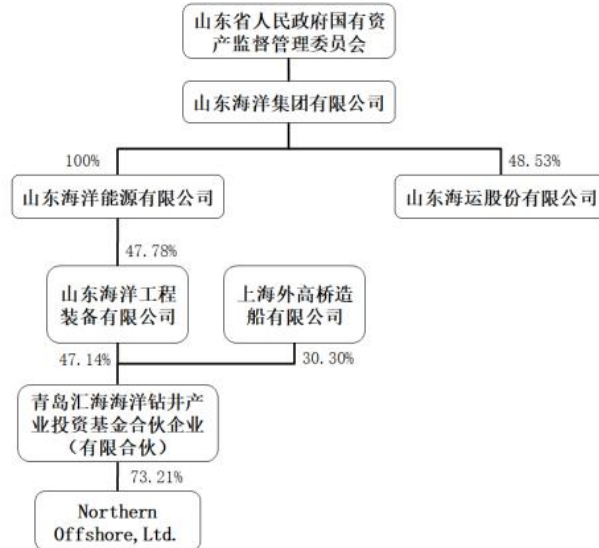 山东省人民政府国有资
产监督管理委员会
山东海洋集团有限公司
100%
48.53%
山东海洋能源有限公司
山东海运股份有限公司
47.78%
山东海洋工程
装备有限公司
上海外高桥造
船有限公司
47.14%
30.30%
青岛汇海海洋钻井产
业投资基金合伙企业
（有限合伙）
73.21%
Northern
Offshore,Ltd.